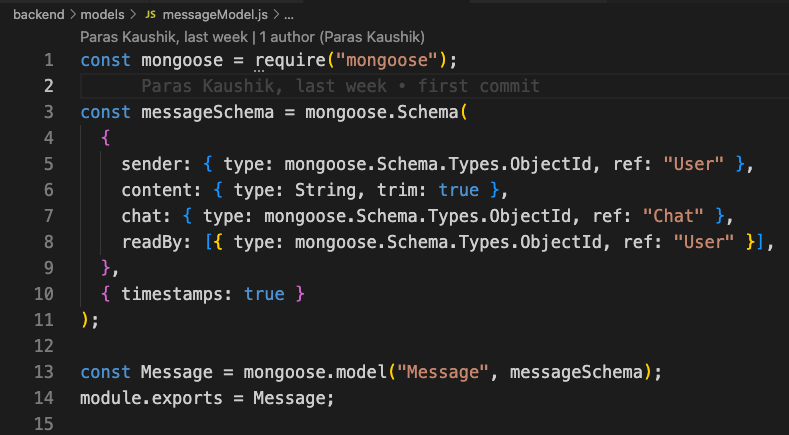 backend > models > JS messageModel.js > ...
Paras Kaushik, last week | 1 author (Paras Kaushik)
1 const mongoose = require("mongoose");
2 Paras Kaushik, last week • first commit
3 const messageSchema = mongoose.Schema(
4 {
5 sender: { type: mongoose.Schema.Types.ObjectId, ref: "User" },
6 content: { type: String, trim: true },
7 chat: { type: mongoose.Schema.Types.ObjectId, ref: "Chat" },
8 readBy: [{ type: mongoose.Schema.Types.ObjectId, ref: "User" }],
9 },
10 { timestamps: true }
11 );
12
13 const Message = mongoose.model("Message", messageSchema);
14 module.exports = Message;
15